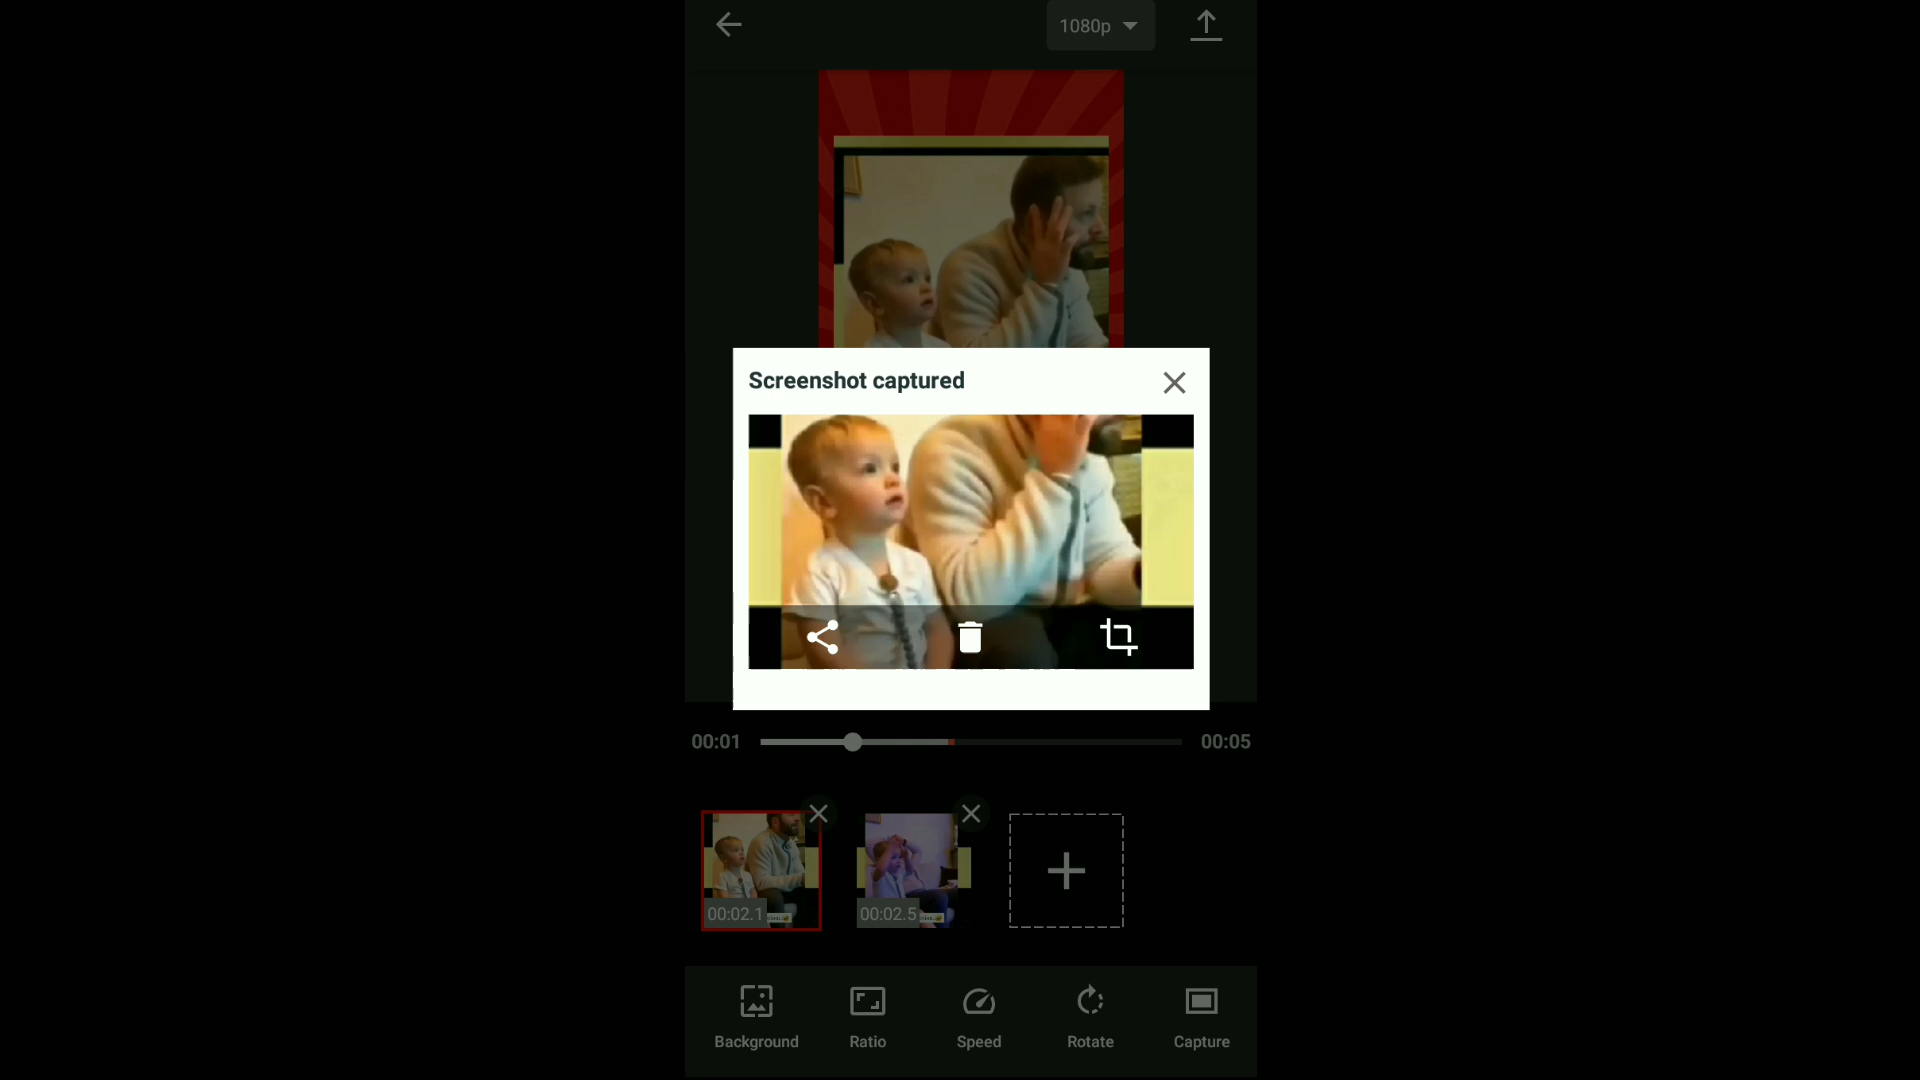 1080p
Screenshot captured
00:01
00:05
00:02.1
00:02.5
Background
Ratio
Speed
Rotate
Capture